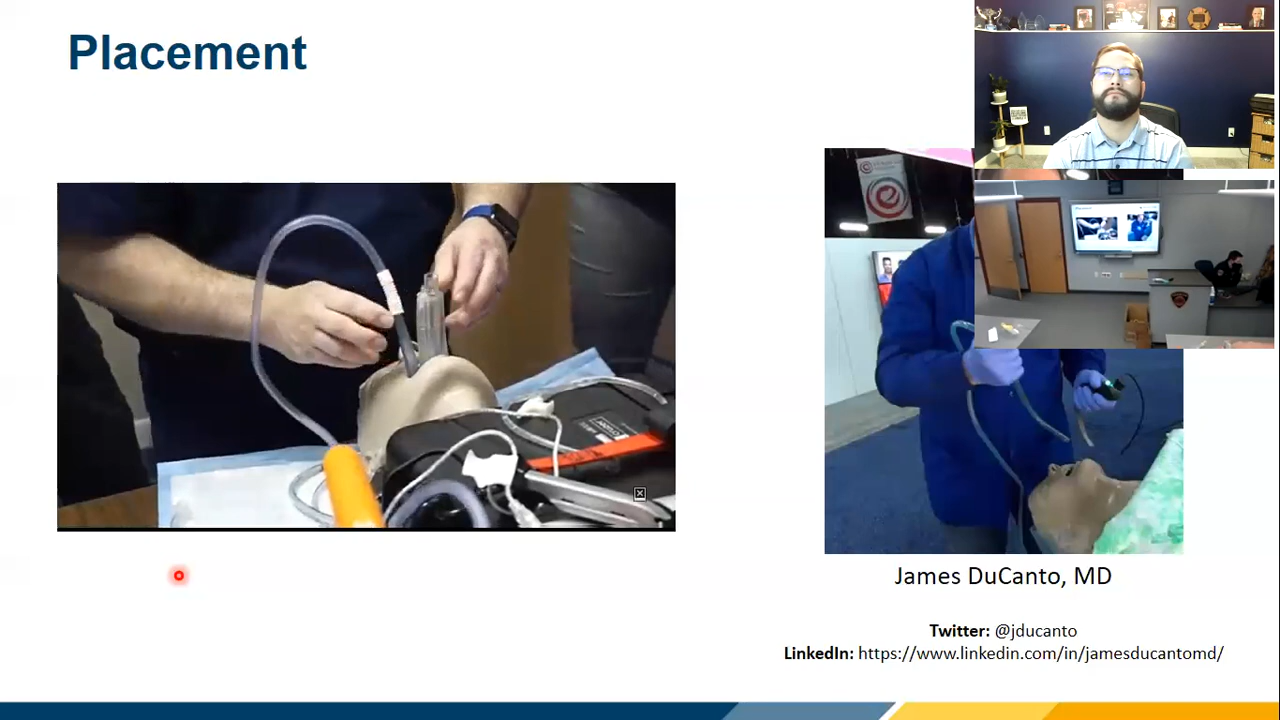 Placement
James DuCanto, MD
Twitter: @jducanto
LinkedIn: https://www.linkedin.com/in/jamesducantomd/